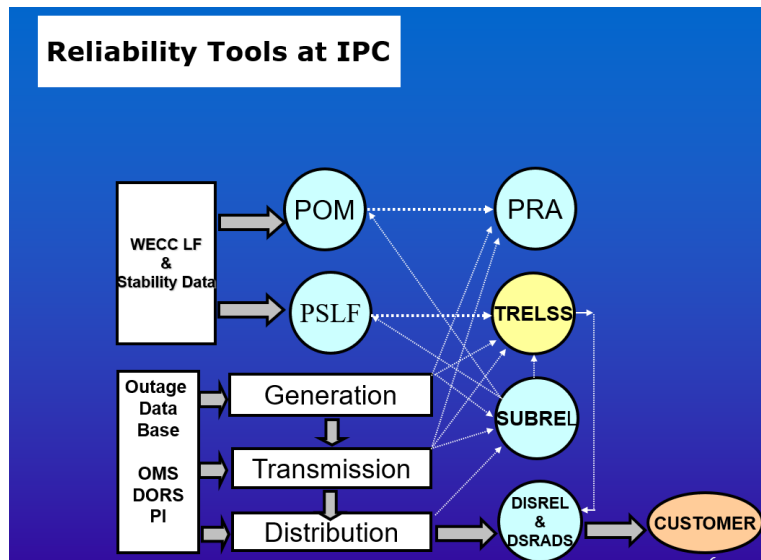 Reliability Tools at IPC
POM
PRA
WECC LF
&
Stability Data
PSLF
TRELSS
Outage
Data
Base
OMS
DORS
PI
Generation
SUBREL
Transmission
Distribution
DISREL
&
DSRADS
CUSTOMER